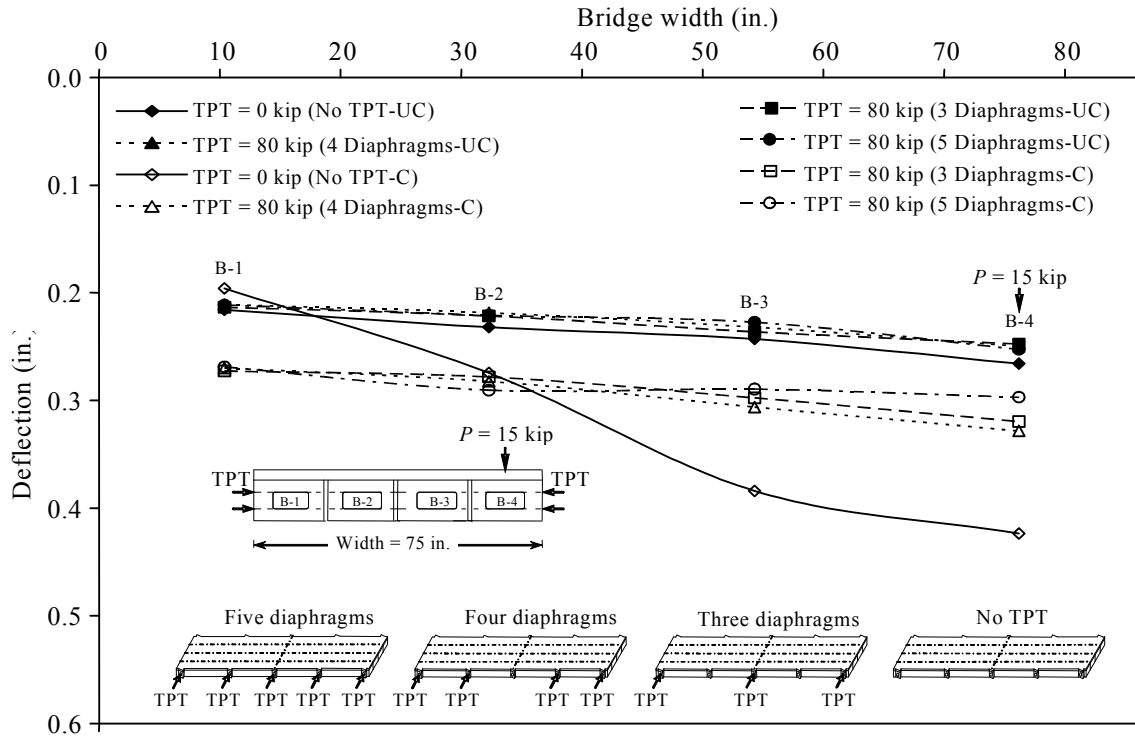 Bridge width (in.)
0 10 20 30 40 50 60 70 80
0.0
TPT = 0 kip (No TPT-UC)
TPT = 80 kip (4 Diaphragms-UC)
TPT = 0 kip (No TPT-C)
TPT = 80 kip (4 Diaphragms-C)
TPT = 80 kip (3 Diaphragms-UC)
TPT = 80 kip (5 Diaphragms-UC)
TPT = 80 kip (3 Diaphragms-C)
TPT = 80 kip (5 Diaphragms-C)
0.1
0.2
B-1
B-2
B-3
P = 15 kip
B-4
Deflection (in.)
0.3
P = 15 kip
TPT TPT
B-1 B-2 B-3 B-4
0.4
Width = 75 in.
0.5
Five diaphragms
TPT TPT TPT TPT TPT
Four diaphragms
TPT TPT TPT TPT
Three diaphragms
TPT TPT TPT
No TPT
0.6